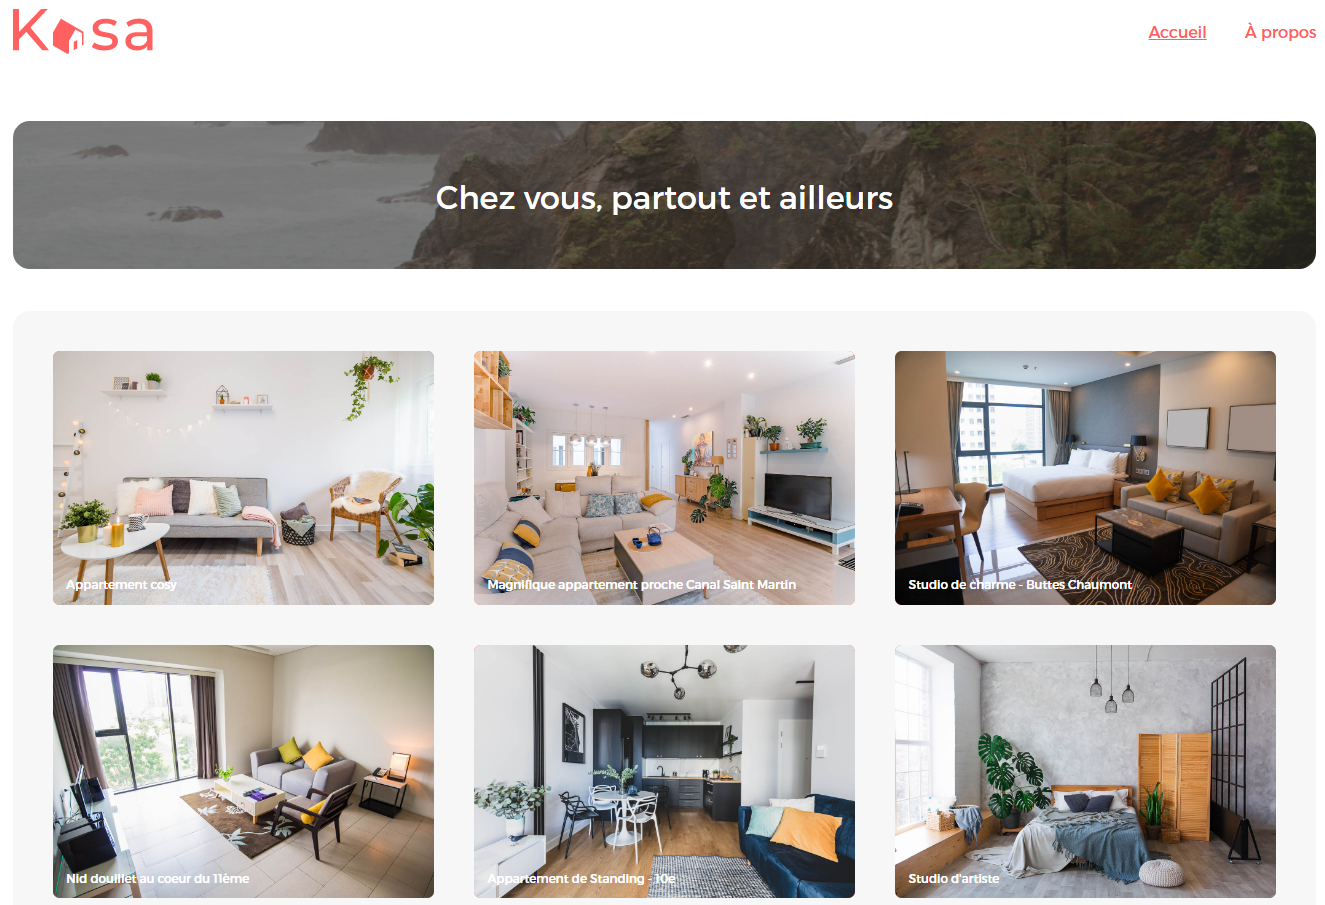 Kasa
Accueil
À propos
Chez vous, partout et ailleurs
Appartement cosy
Magnifique appartement proche Canal Saint Martin
Studio de charme - Buttes Chaumont
Nid douillet au coeur du 11ème
Appartement de Standing - 10e
Studio d'artiste